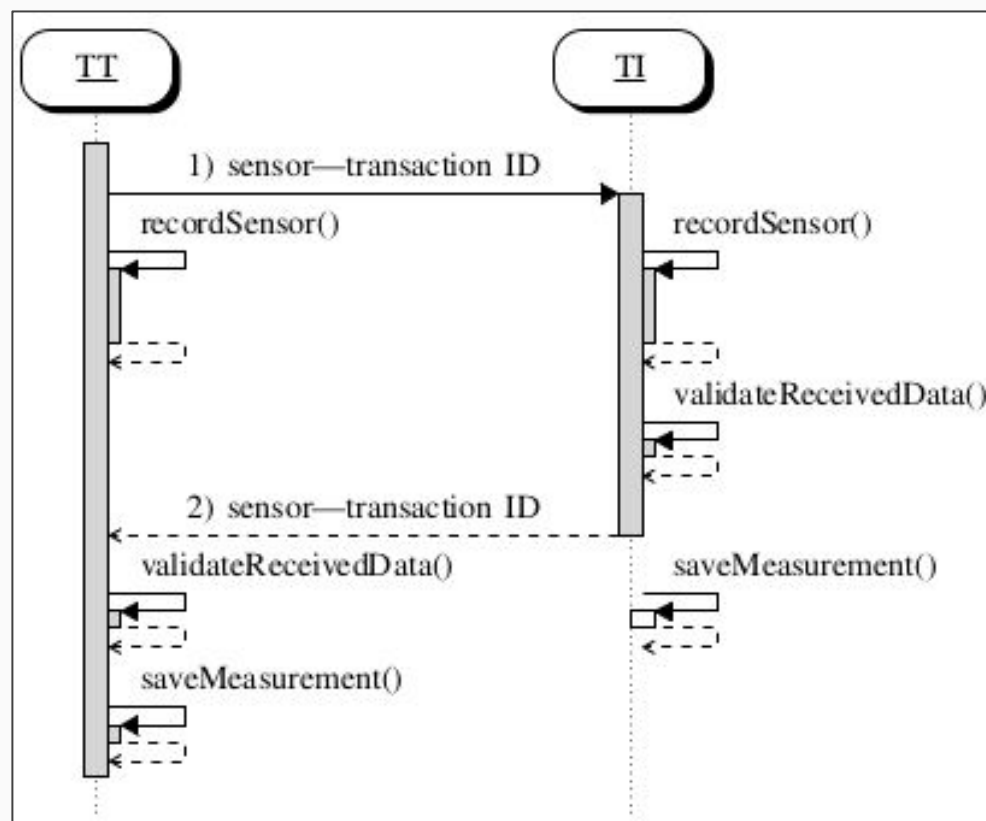 TT
TI
1) sensor—transaction ID
recordSensor()
recordSensor()
validateReceivedData()
2) sensor—transaction ID
validateReceivedData()
saveMeasurement()
saveMeasurement()